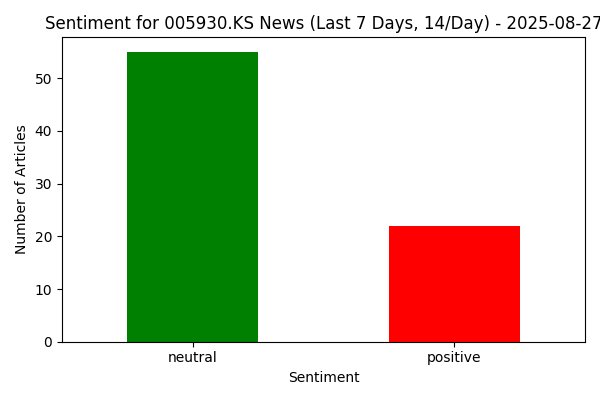 Sentiment for 005930.KS News (Last 7 Days, 14/Day) - 2025-08-27
Number of Articles
50
40
30
20
10
0
neutral positive
Sentiment